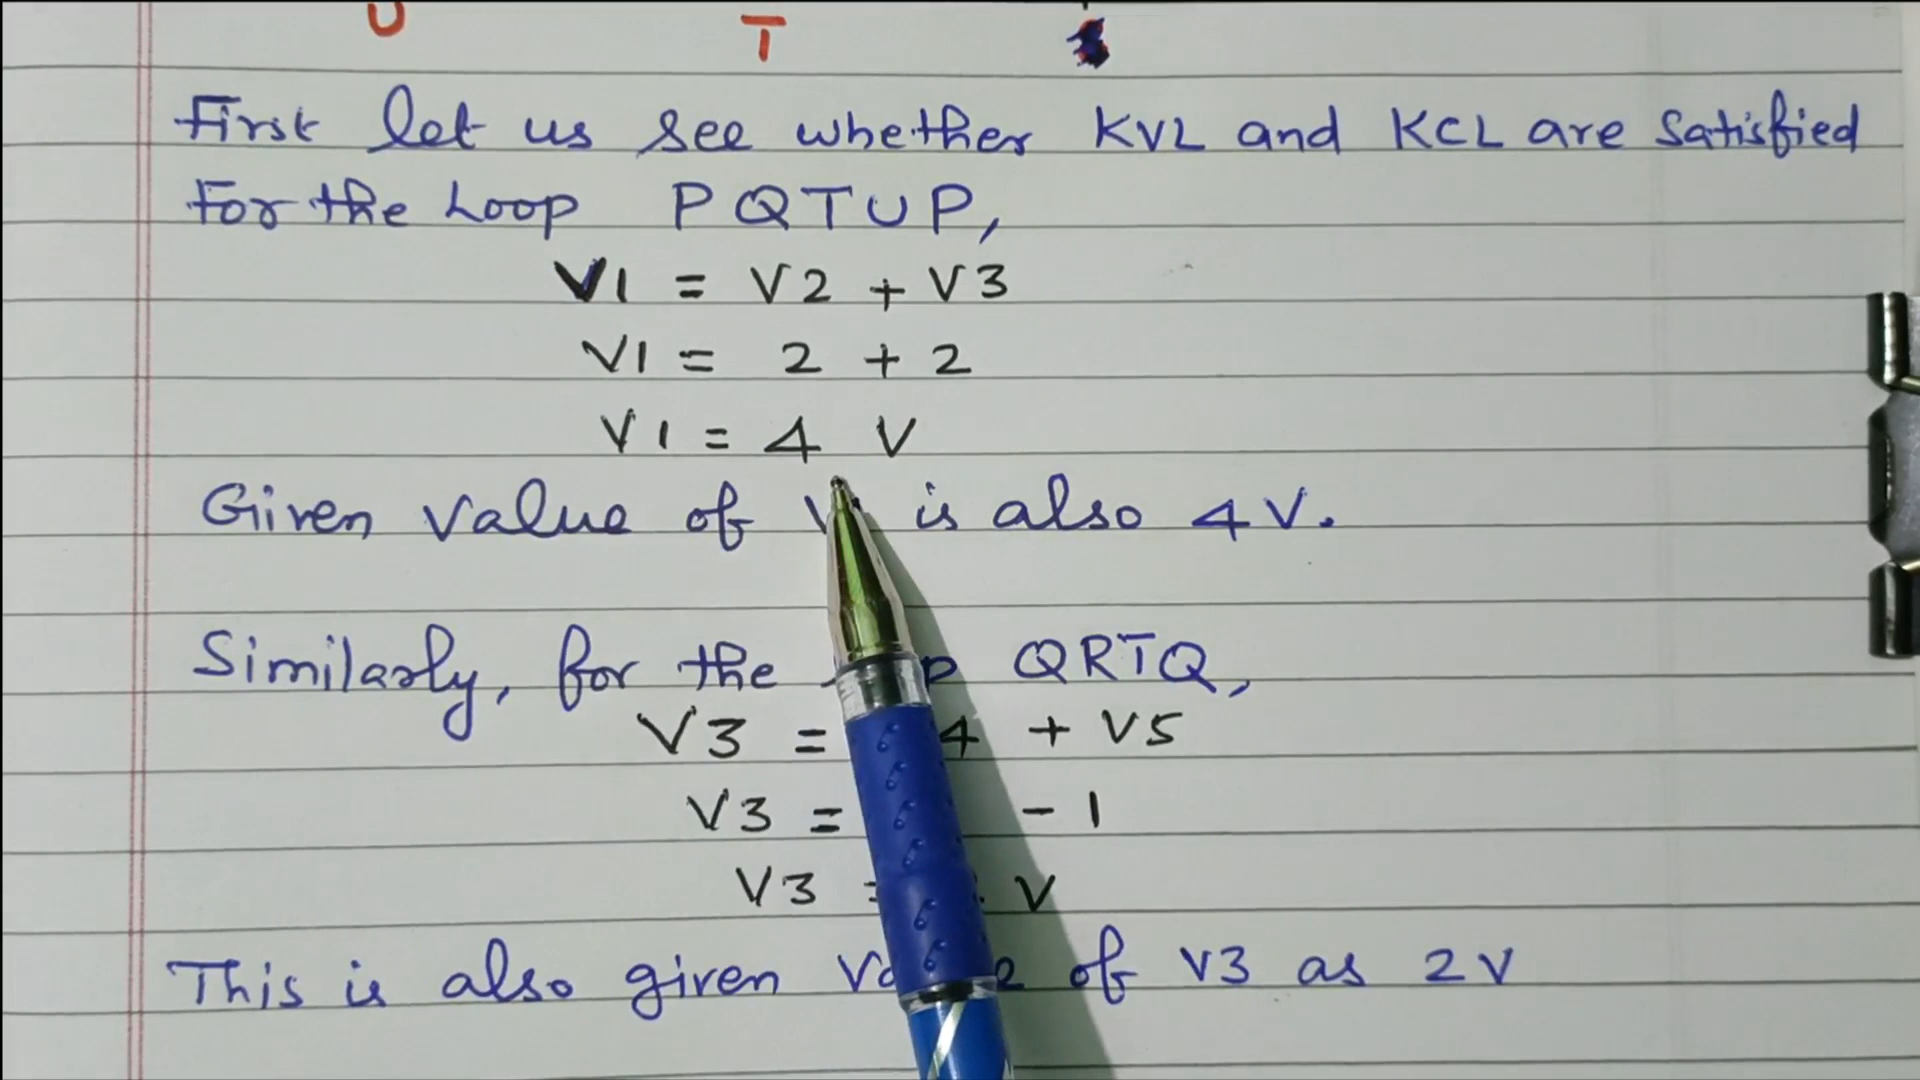 U T
First let us see whether KVL and KCL are satisfied
For the Loop PQTUP,
V1 = V2 + V3
V1 = 2 + 2
V1 = 4 V
Given Value of is also 4V.
Similarly, for the QRTQ,
V3 = 4 + V5
V3 = - 1
V3 = V
This is also given of V3 as 2V